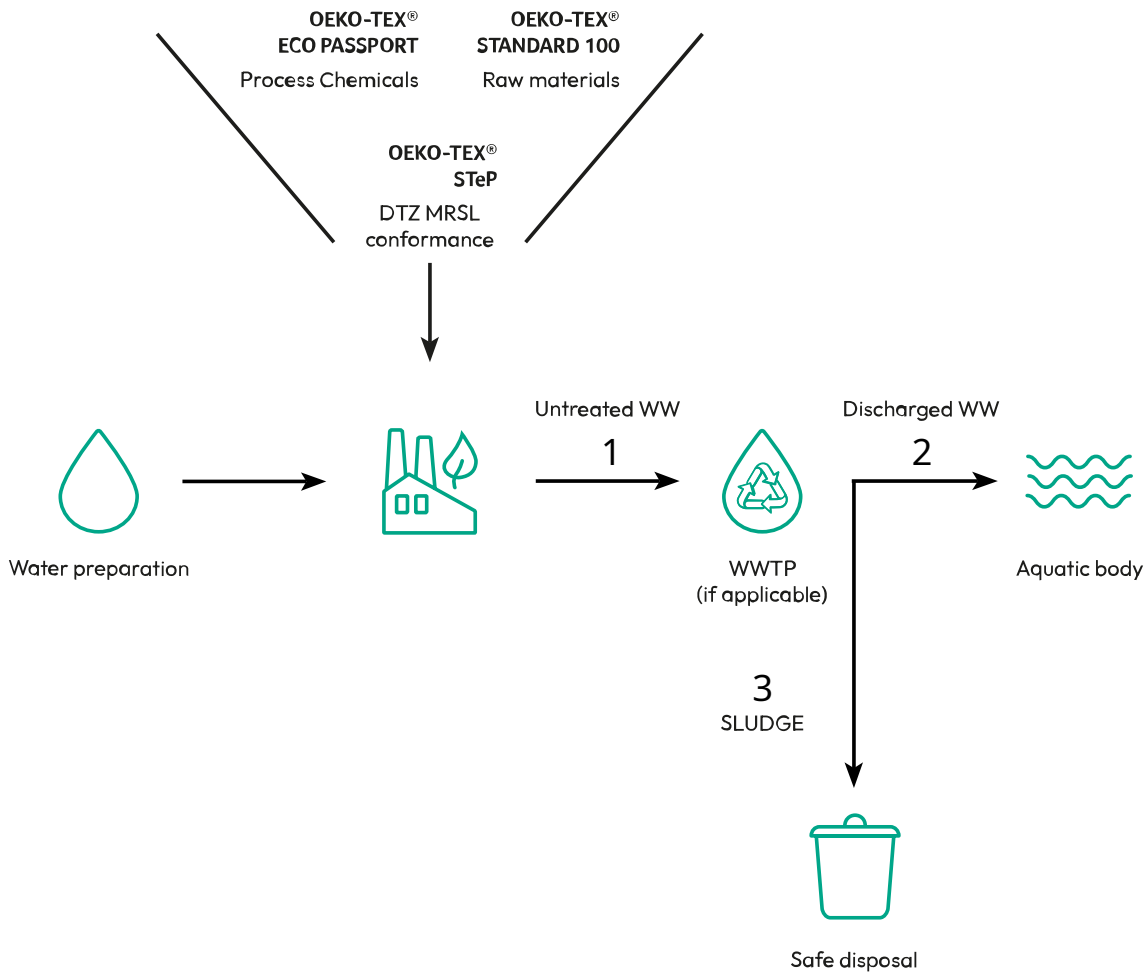 OEKO-TEX®
ECO PASSPORT
Process Chemicals
OEKO-TEX®
STANDARD 100
Raw materials
OEKO-TEX®
STeP
DTZ MRSL
conformance
Untreated WW
1
Discharged WW
2
Water preparation
WWTP
(if applicable)
Aquatic body
3
SLUDGE
Safe disposal